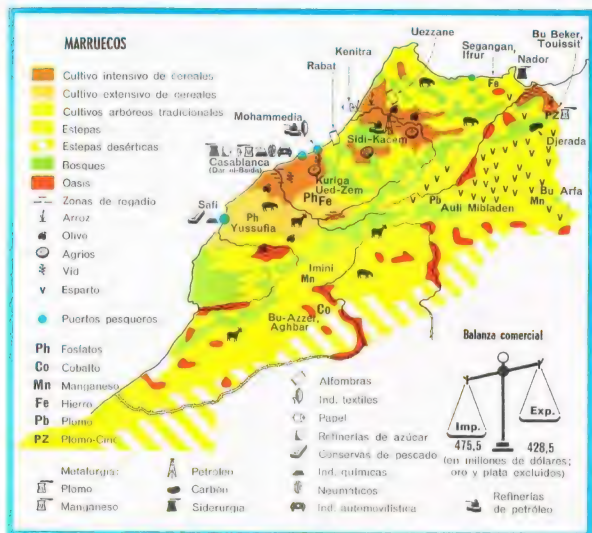 MARRUECOS
Cultivo intensivo de cereales
Cultivo extensivo de cereales
Cultivos arbóreos tradicionales
Estepas
Estepas desérticas
Bosques
Oasis
Zonas de regadío
Arroz
Olivo
Agrios
Vid
V Esparto
Puertos pesqueros
Ph Fosfatos
Co Cobalto
Mn Manganeso
Fe Hierro
Pb Plomo
PZ Plomo-Cinc
Metalurgia:
Plomo
Manganeso
Petróleo
Carbón
Siderurgia
Alfombras
Ind. textiles
Papel
Refinerías de azúcar
Conservas de pescado
Ind. químicas
Neumáticos
Ind. automovilística
Refinerías
de petróleo
Balanza comercial
Imp.
Exp.
475,5
428,5
(en millones de dólares;
oro y plata excluidos)
Uezzane
Kenitra
Rabat
Mohammedia
Casablanca
Safi
Segangan,
Ifrur
Nador
Bu Beker,
Touissit
Fe
PZ
Djerada
Sidi-Kacem
Kuriga
Ued-Zem
Ph Fe
Ph
Yussufia
Pb
Auli Mibladen
Bu Arfa
Mn
Imini
Mn
Co
Bu-Azzer,
Aghbar